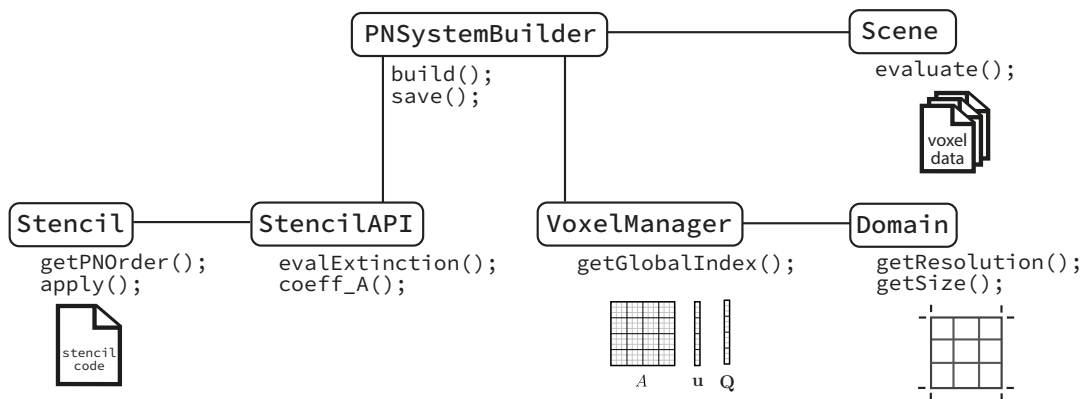 PNSystemBuilder
Scene
build();
save();
evaluate();
voxel
data
Stencil
StencilAPI
VoxelManager
Domain
getPNOrder();
apply();
evalExtinction();
coeff_A();
getGlobalIndex();
getResolution();
getSize();
stencil
code
A
u
Q